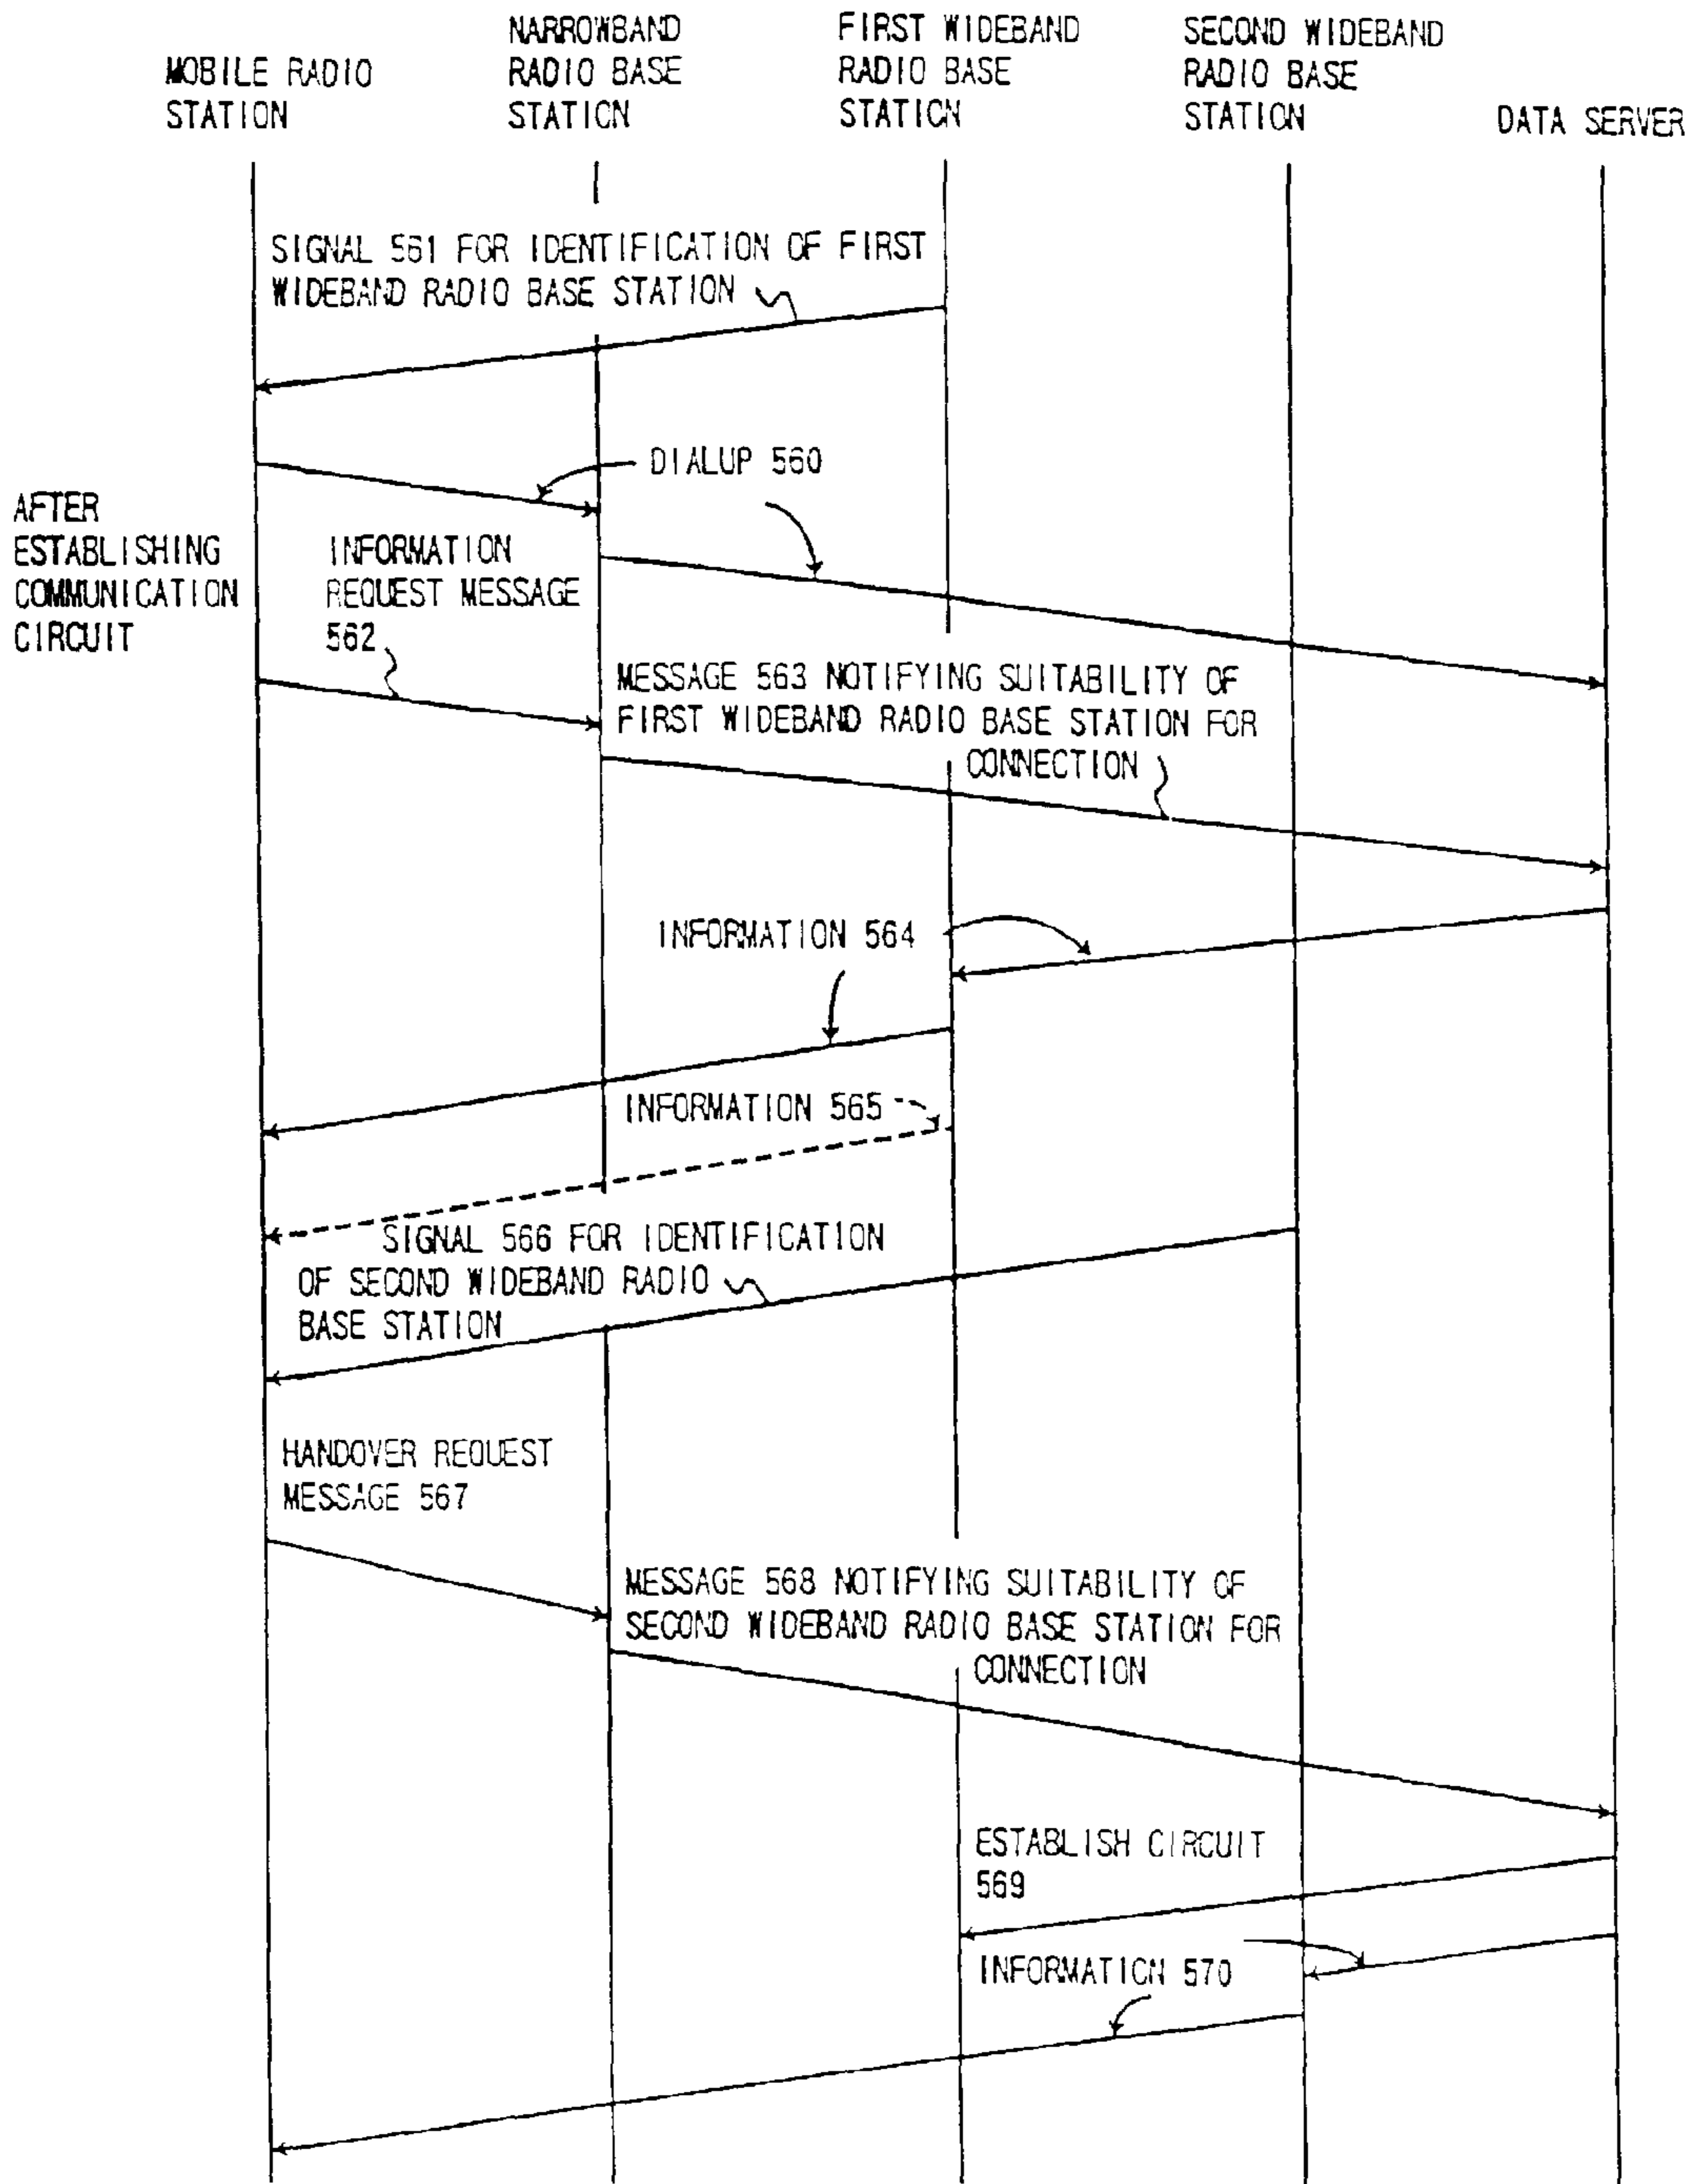 MOBILE RADIO
STATION
NARROWBAND
RADIO BASE
STATION
FIRST WIDEBAND
RADIO BASE
STATION
SECOND WIDEBAND
RADIO BASE
STATION
DATA SERVER
SIGNAL 561 FOR IDENTIFICATION OF FIRST
WIDEBAND RADIO BASE STATION
DIALUP 560
AFTER
ESTABLISHING
COMMUNICATION
CIRCUIT
INFORMATION
REQUEST MESSAGE
562
MESSAGE 563 NOTIFYING SUITABILITY OF
FIRST WIDEBAND RADIO BASE STATION FOR
CONNECTION
INFORMATION 564
INFORMATION 565
SIGNAL 566 FOR IDENTIFICATION
OF SECOND WIDEBAND RADIO
BASE STATION
HANDOVER REQUEST
MESSAGE 567
MESSAGE 568 NOTIFYING SUITABILITY OF
SECOND WIDEBAND RADIO BASE STATION FOR
CONNECTION
ESTABLISH CIRCUIT
569
INFORMATION 570